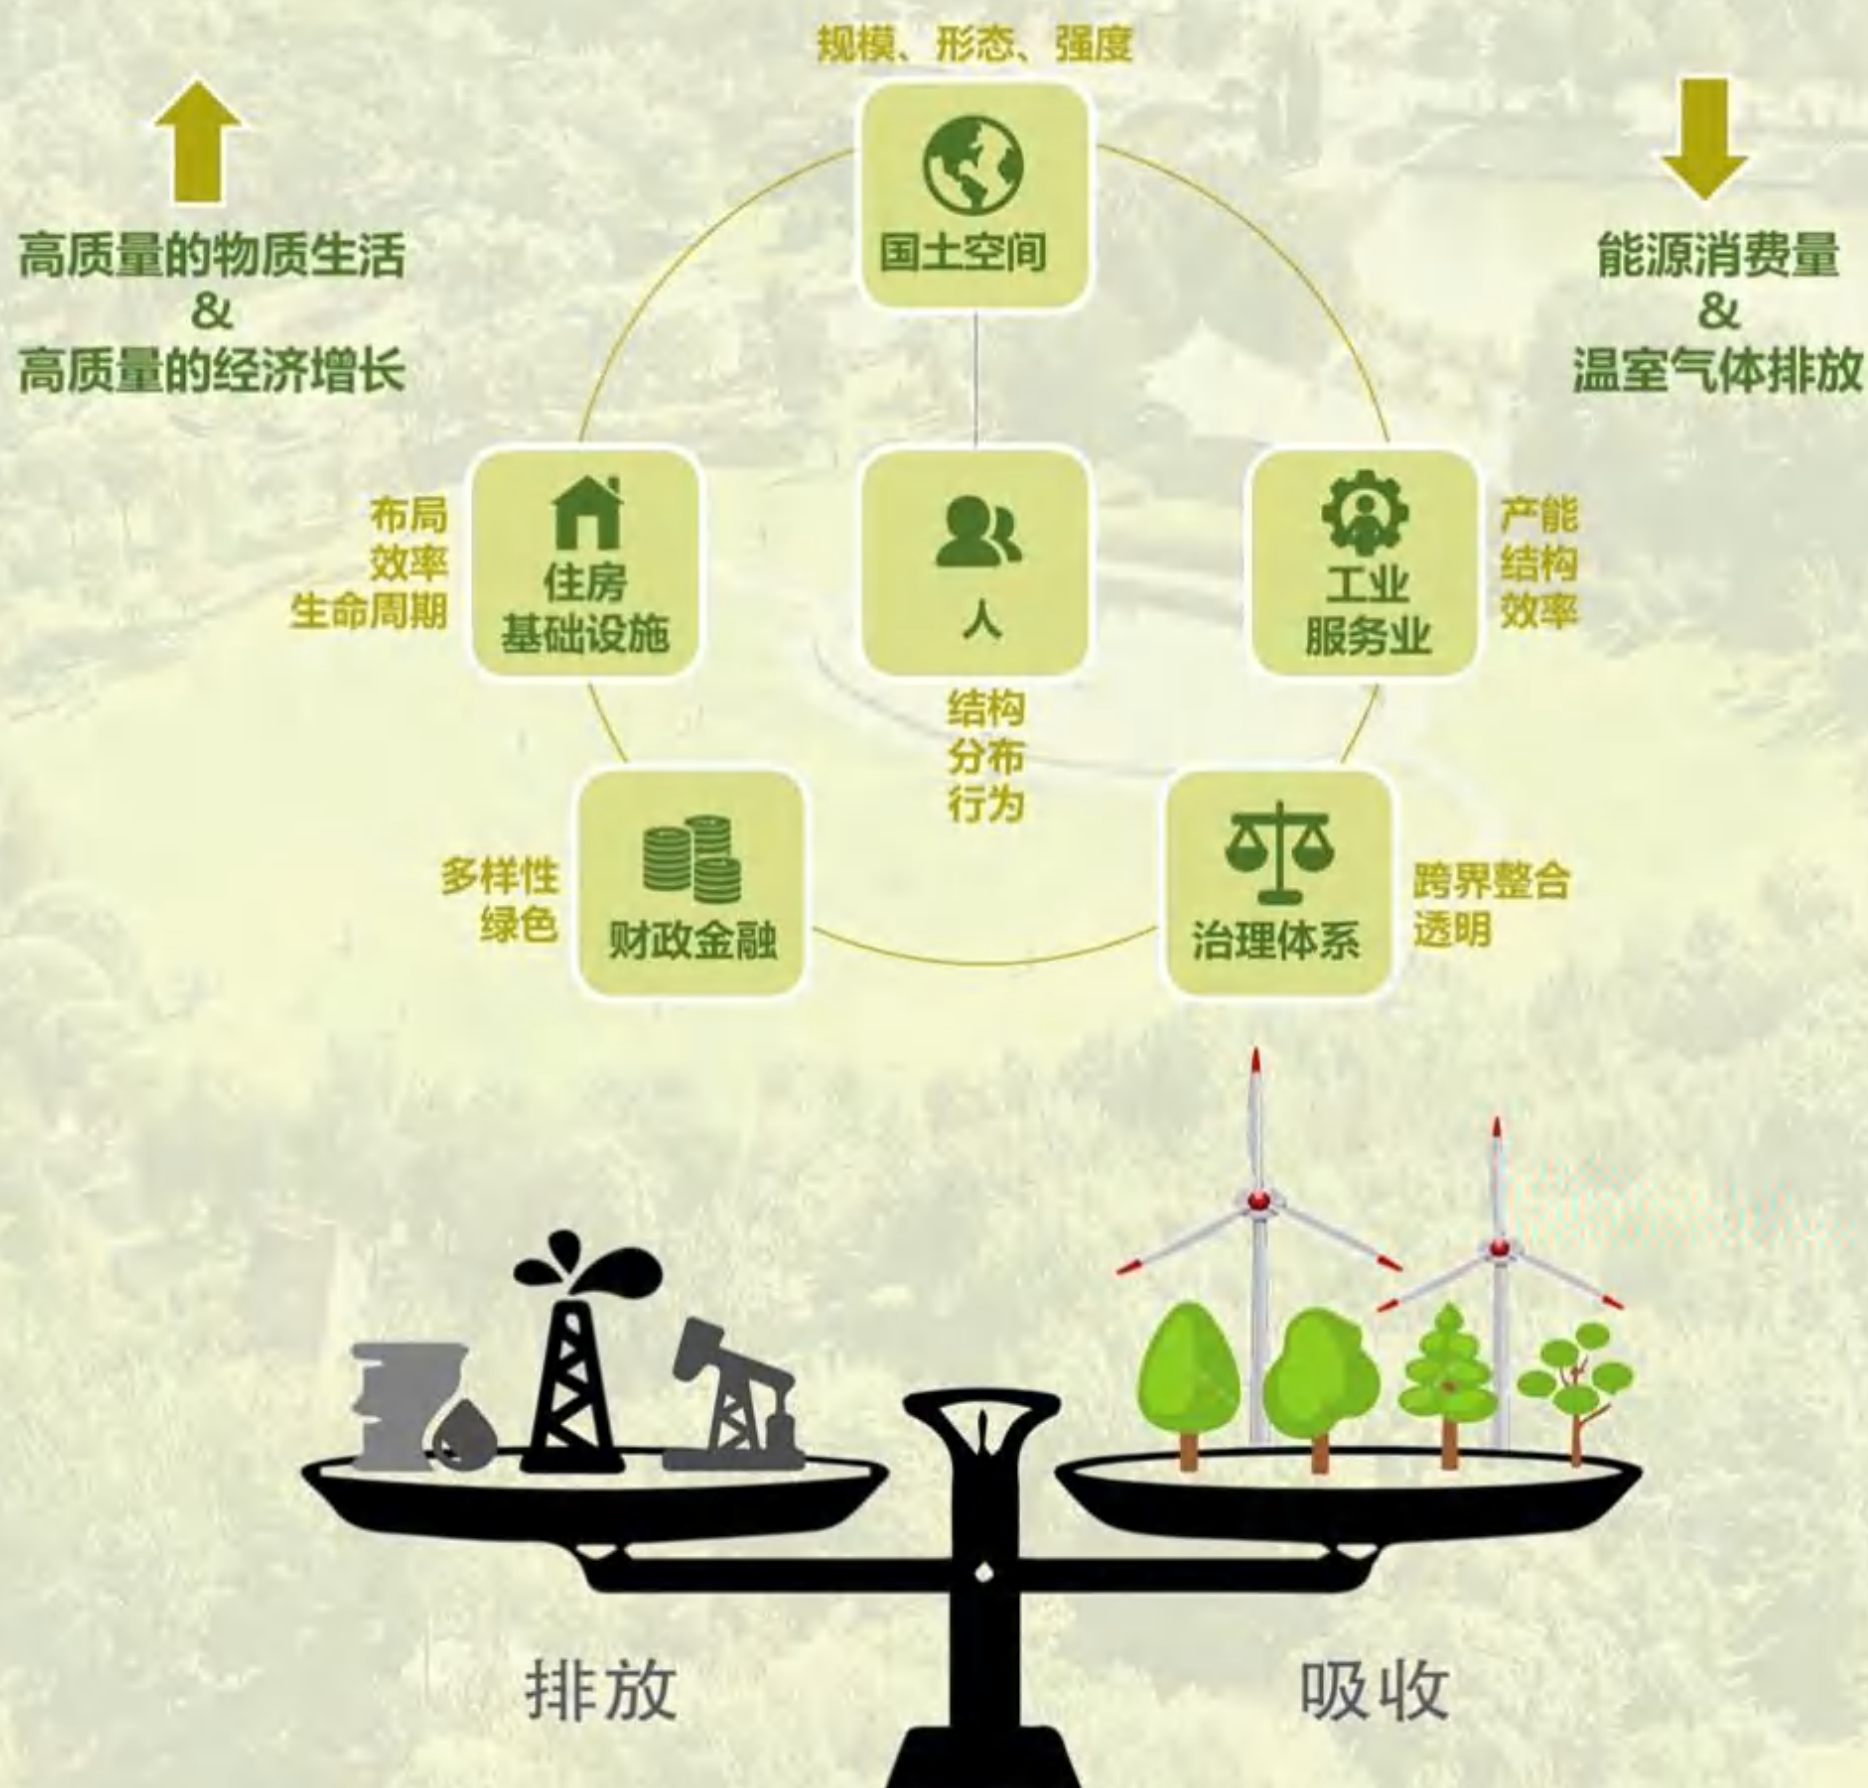 规模、形态、强度
国土空间
高质量的物质生活
&
高质量的经济增长
能源消费量
&
温室气体排放
布局
效率
生命周期
住房
基础设施
人
结构
分布
行为
工业
服务业
产能
结构
效率
多样性
绿色
财政金融
治理体系
跨界整合
透明
排放
吸收